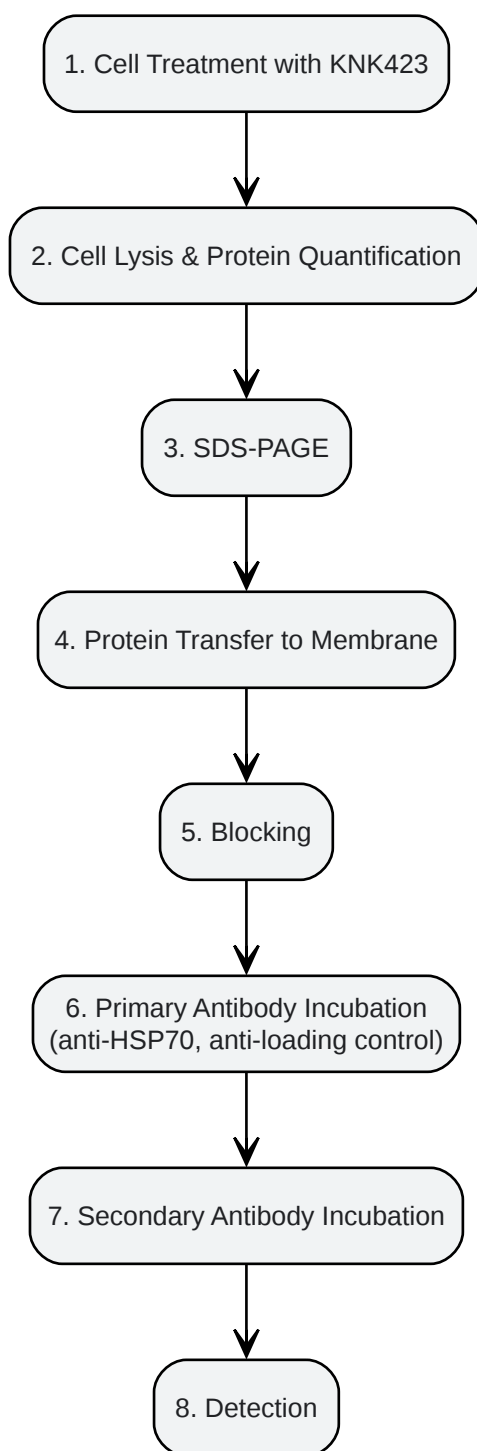 1. Cell Treatment with KNK423
2. Cell Lysis & Protein Quantification
3. SDS-PAGE
4. Protein Transfer to Membrane
5. Blocking
6. Primary Antibody Incubation
(anti-HSP70, anti-loading control)
7. Secondary Antibody Incubation
8. Detection